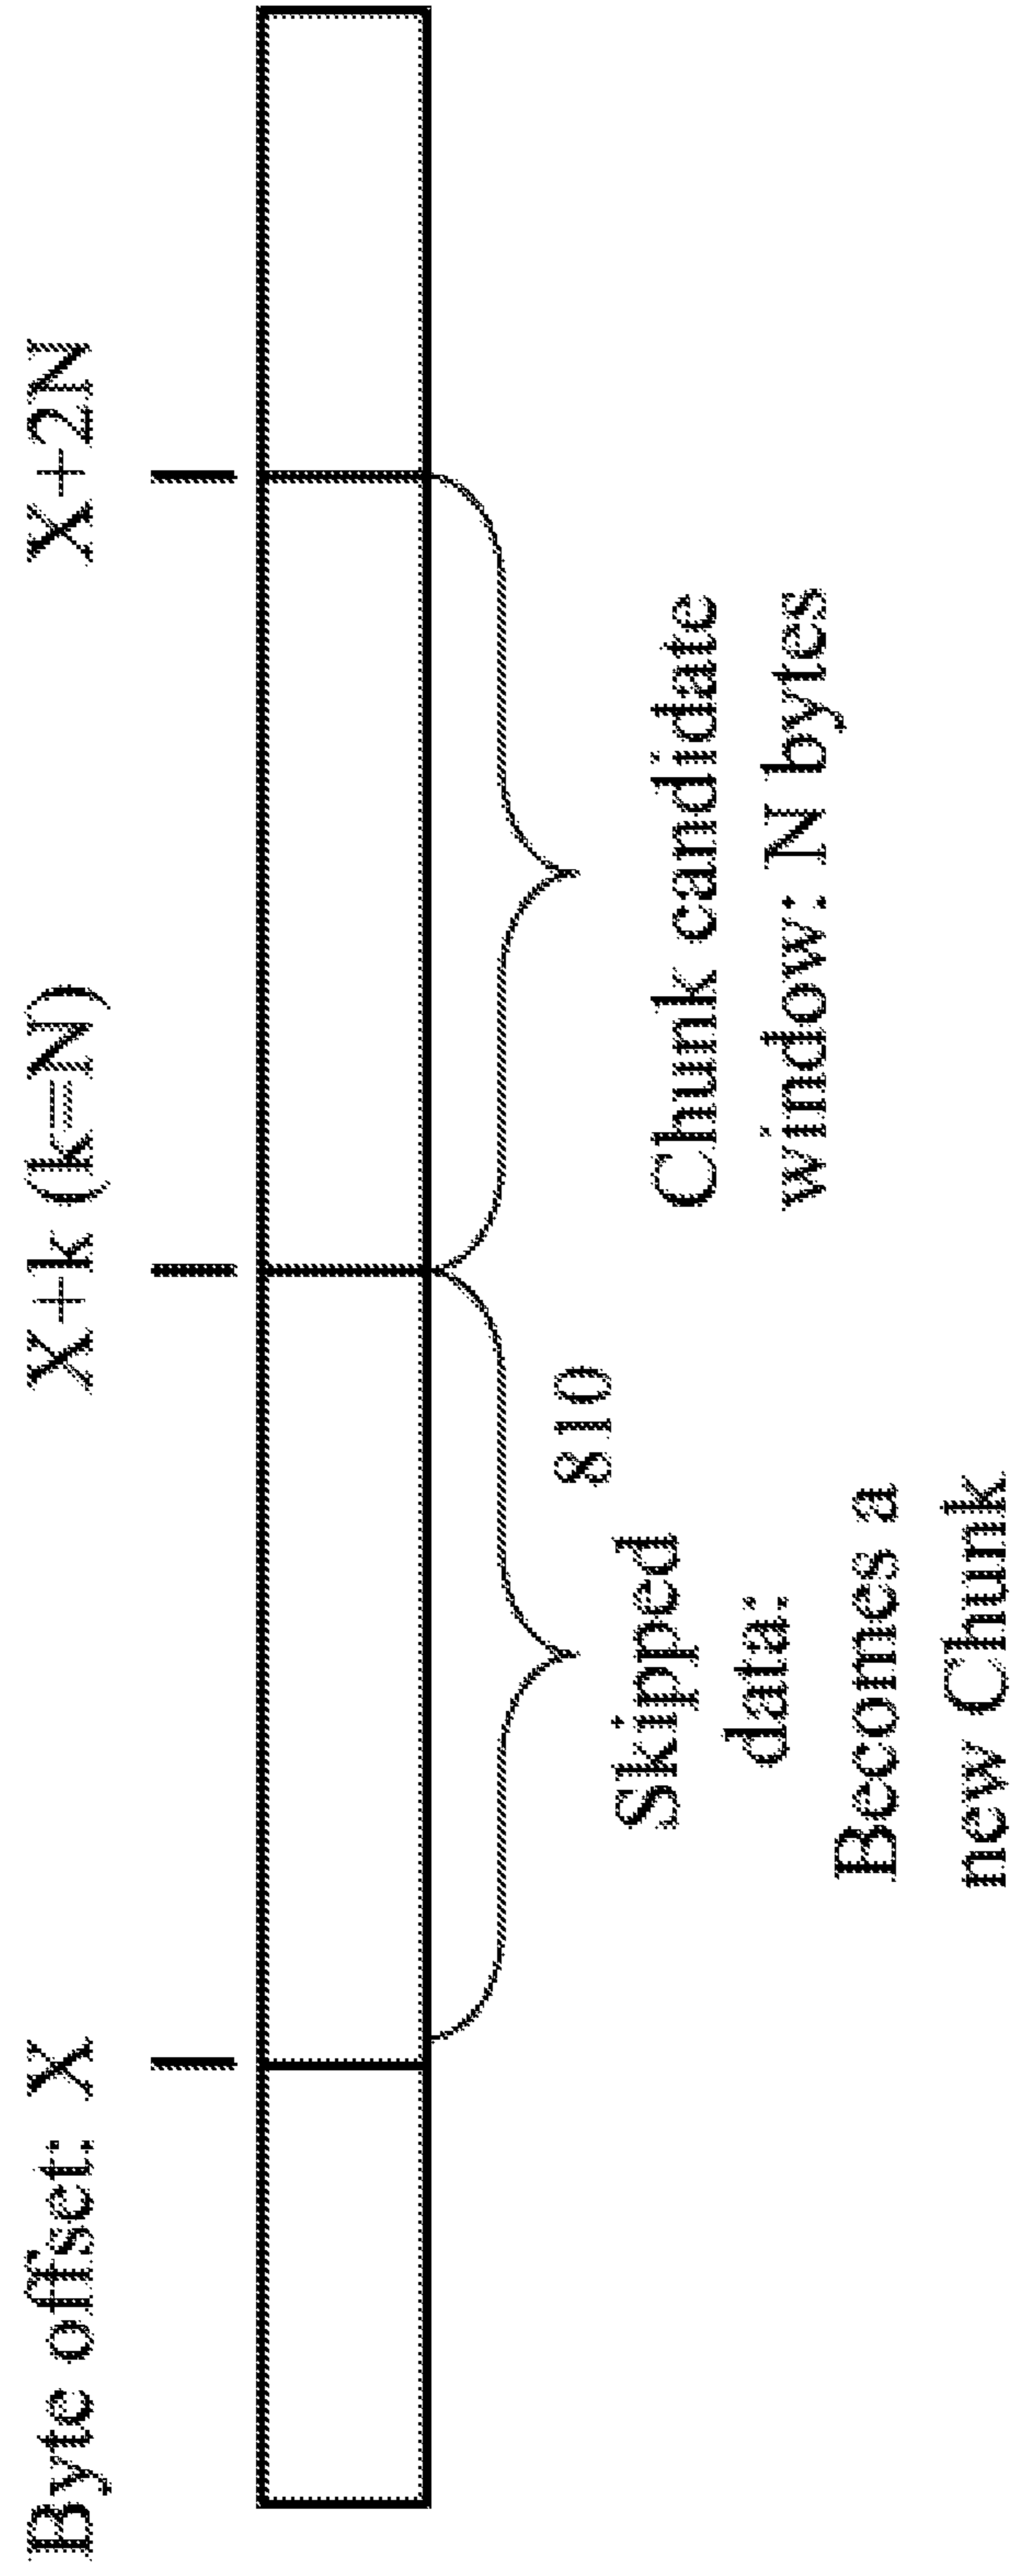 Byte offset: X
X+k (k=N)
X+2N
810
Skipped
data:
Becomes a
new Chunk
Chunk candidate
window: N bytes